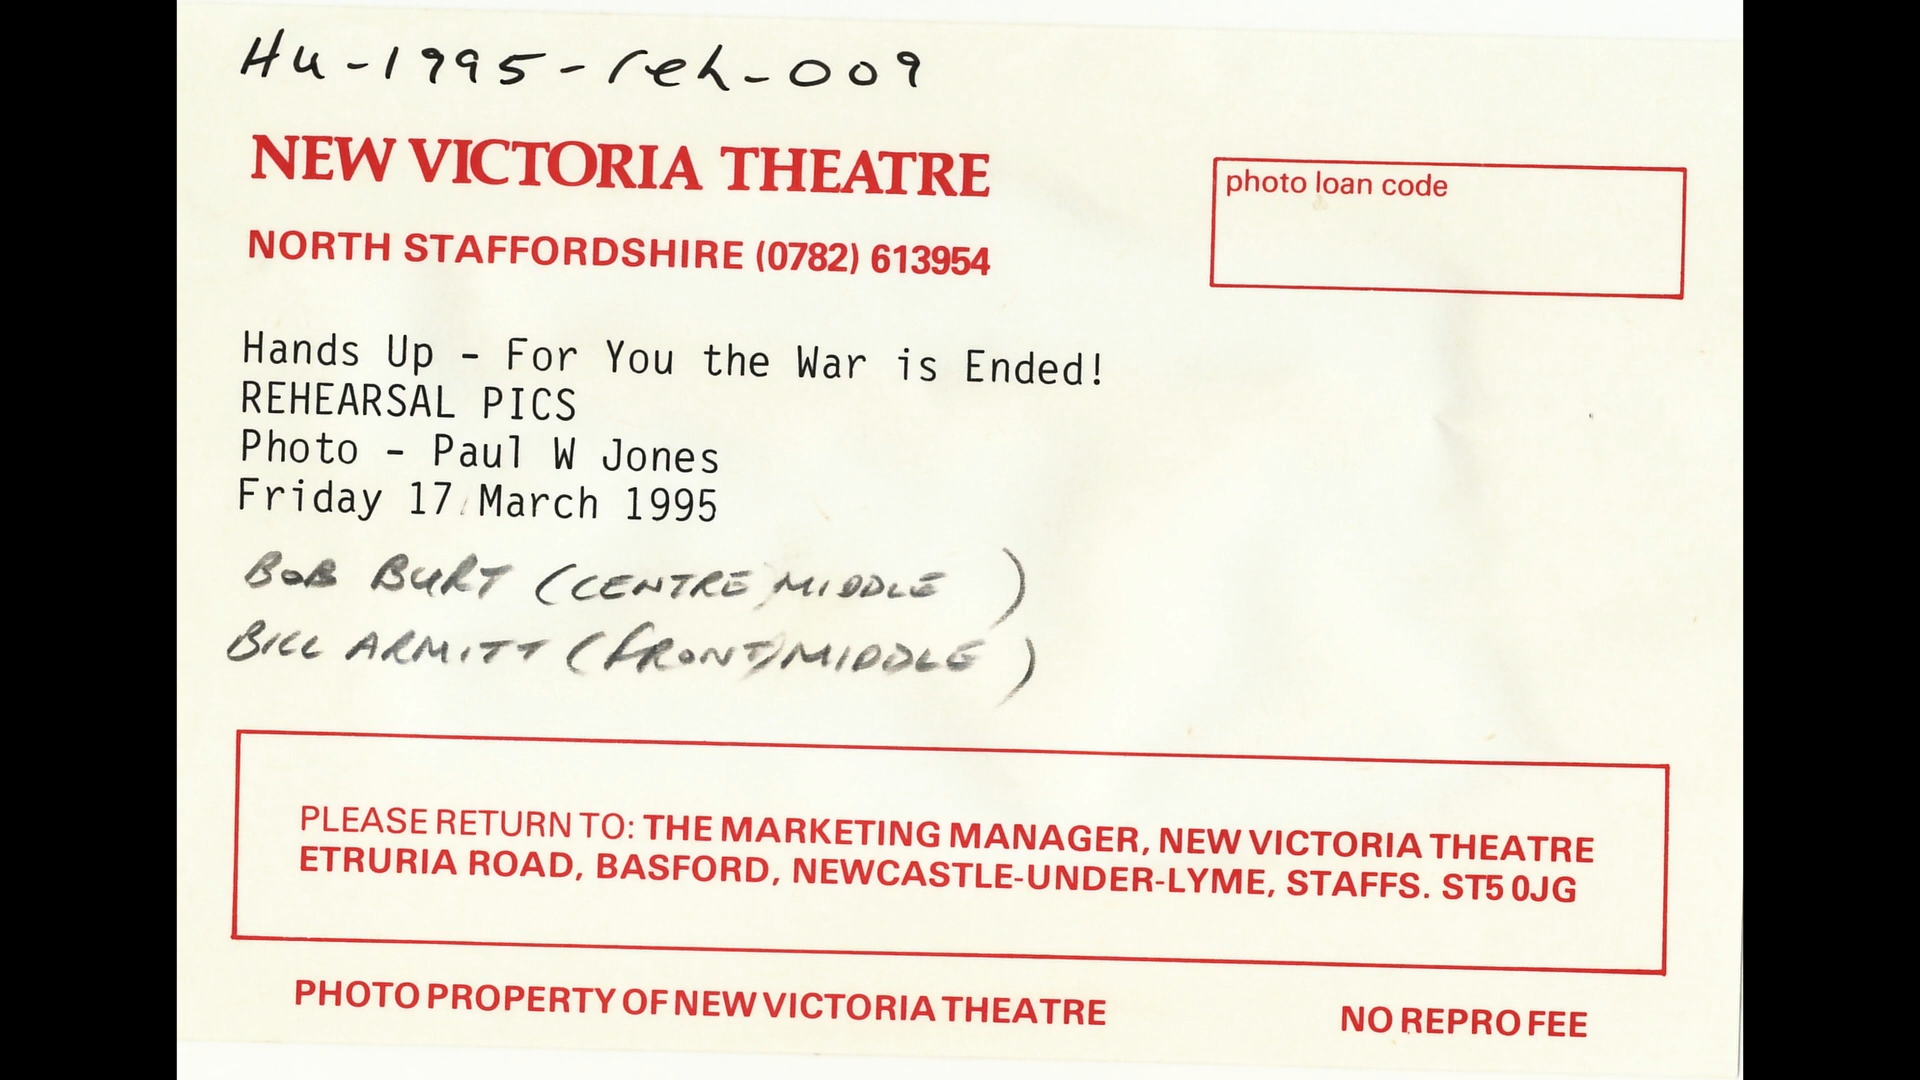 Hu-1995-reh-009
NEW VICTORIA THEATRE
photo loan code
NORTH STAFFORDSHIRE (0782) 613954
Hands Up - For You the War is Ended!
REHEARSAL PICS
Photo - Paul W Jones
Friday 17 March 1995
BOB BURT (CENTRE MIDDLE )
BILL ARMITT (FRONT MIDDLE )
PLEASE RETURN TO: THE MARKETING MANAGER, NEW VICTORIA THEATRE
ETRURIA ROAD, BASFORD, NEWCASTLE-UNDER-LYME, STAFFS. ST5 0JG
PHOTO PROPERTY OF NEW VICTORIA THEATRE
NO REPRO FEE